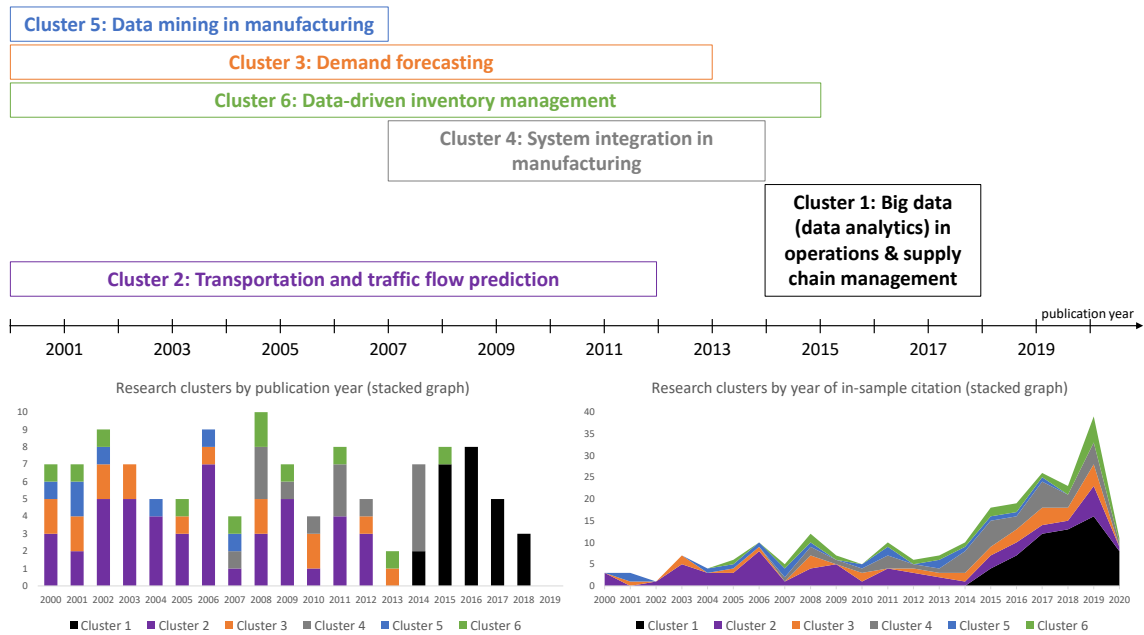 Cluster 5: Data mining in manufacturing
Cluster 3: Demand forecasting
Cluster 6: Data-driven inventory management
Cluster 4: System integration in
manufacturing
Cluster 1: Big data
(data analytics) in
operations & supply
chain management
Cluster 2: Transportation and traffic flow prediction
publication year
2001 2003 2005 2007 2009 2011 2013 2015 2017 2019
Research clusters by publication year (stacked graph)
10
9
8
7
6
5
4
3
2
1
0
2000 2001 2002 2003 2004 2005 2006 2007 2008 2009 2010 2011 2012 2013 2014 2015 2016 2017 2018 2019
Cluster 1 Cluster 2 Cluster 3 Cluster 4 Cluster 5 Cluster 6
Research clusters by year of in-sample citation (stacked graph)
40
35
30
25
20
15
10
5
0
2000 2001 2002 2003 2004 2005 2006 2007 2008 2009 2010 2011 2012 2013 2014 2015 2016 2017 2018 2019 2020
Cluster 1 Cluster 2 Cluster 3 Cluster 4 Cluster 5 Cluster 6